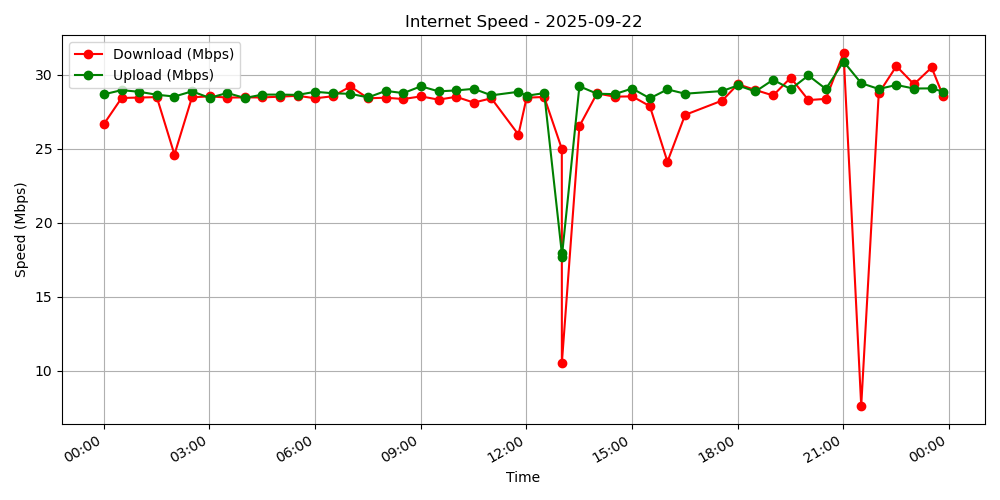 Internet Speed - 2025-09-22
Download (Mbps)
Upload (Mbps)
Speed (Mbps)
30
25
20
15
10
00:00 03:00 06:00 09:00 12:00 15:00 18:00 21:00 00:00
Time